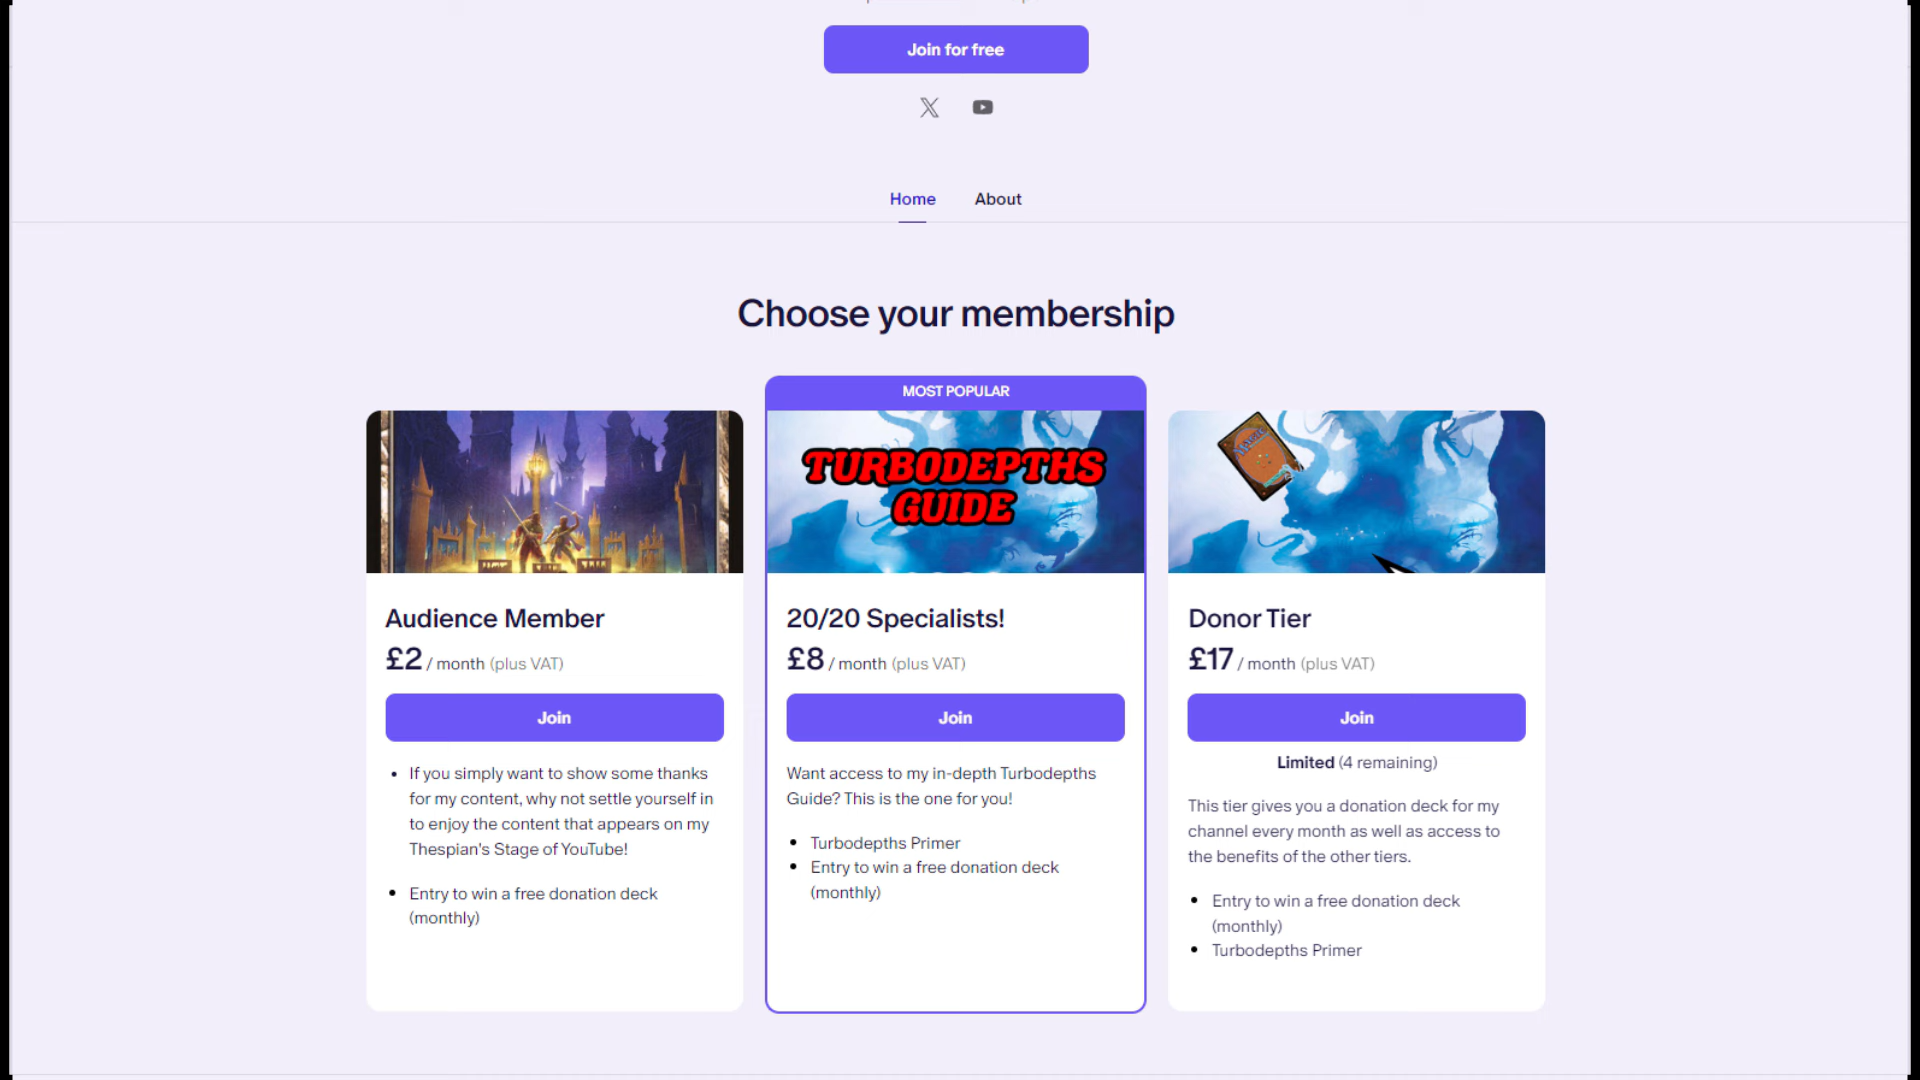 Join for free
Home
About
Choose your membership
MOST POPULAR
TURBODEPTHS
GUIDE
Audience Member
£2 / month (plus VAT)
Join
If you simply want to show some thanks
for my content, why not settle yourself in
to enjoy the content that appears on my
Thespian's Stage of YouTube!
Entry to win a free donation deck
(monthly)
20/20 Specialists!
£8 / month (plus VAT)
Join
Want access to my in-depth Turbodepths
Guide? This is the one for you!
Turbodepths Primer
Entry to win a free donation deck
(monthly)
Donor Tier
£17 / month (plus VAT)
Join
Limited (4 remaining)
This tier gives you a donation deck for my
channel every month as well as access to
the benefits of the other tiers.
Entry to win a free donation deck
(monthly)
Turbodepths Primer